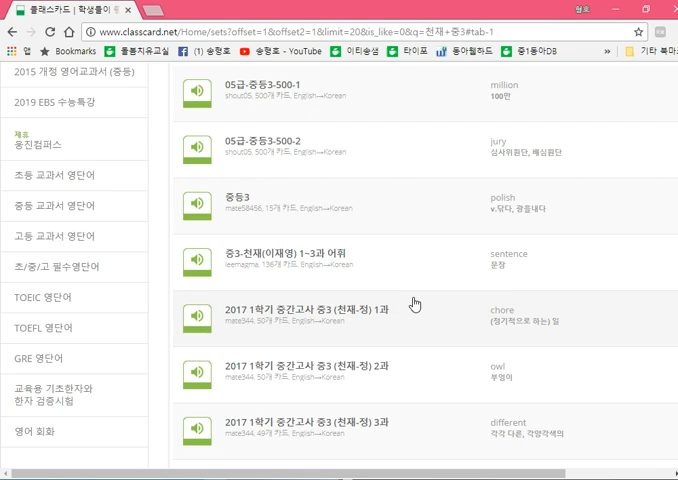 클래스카드 | 학생들이 좋
www.classcard.net/Home/sets?offset=1&offset2=1&limit=20&is_like=0&q=천재+중3#tab-1
앱 Bookmarks 돌봄치유교실 (1) 송형호 송형호 - YouTube 이티송샘 타이포 동아웰하드 중1동아DB » 기타 북마
2015 개정 영어교과서 (중등)
2019 EBS 수능특강
제휴
웅진컴퍼스
초등 교과서 영단어
중등 교과서 영단어
고등 교과서 영단어
초/중/고 필수영단어
TOEIC 영단어
TOEFL 영단어
GRE 영단어
교육용 기초한자와
한자 검증시험
영어 회화
05급-중등3-500-1
shout05, 500개 카드, English→Korean
million
100만
05급-중등3-500-2
shout05, 500개 카드, English→Korean
jury
심사위원단, 배심원단
중등3
mate58456, 15개 카드, English→Korean
polish
v.닦다, 광을내다
중3-천재(이재영) 1~3과 어휘
leemagma, 136개 카드, English→Korean
sentence
문장
2017 1학기 중간고사 중3 (천재-정) 1과
mate344, 50개 카드, English→Korean
chore
(정기적으로 하는) 일
2017 1학기 중간고사 중3 (천재-정) 2과
mate344, 50개 카드, English→Korean
owl
부엉이
2017 1학기 중간고사 중3 (천재-정) 3과
mate344, 49개 카드, English→Korean
different
각각 다른, 각양각색의